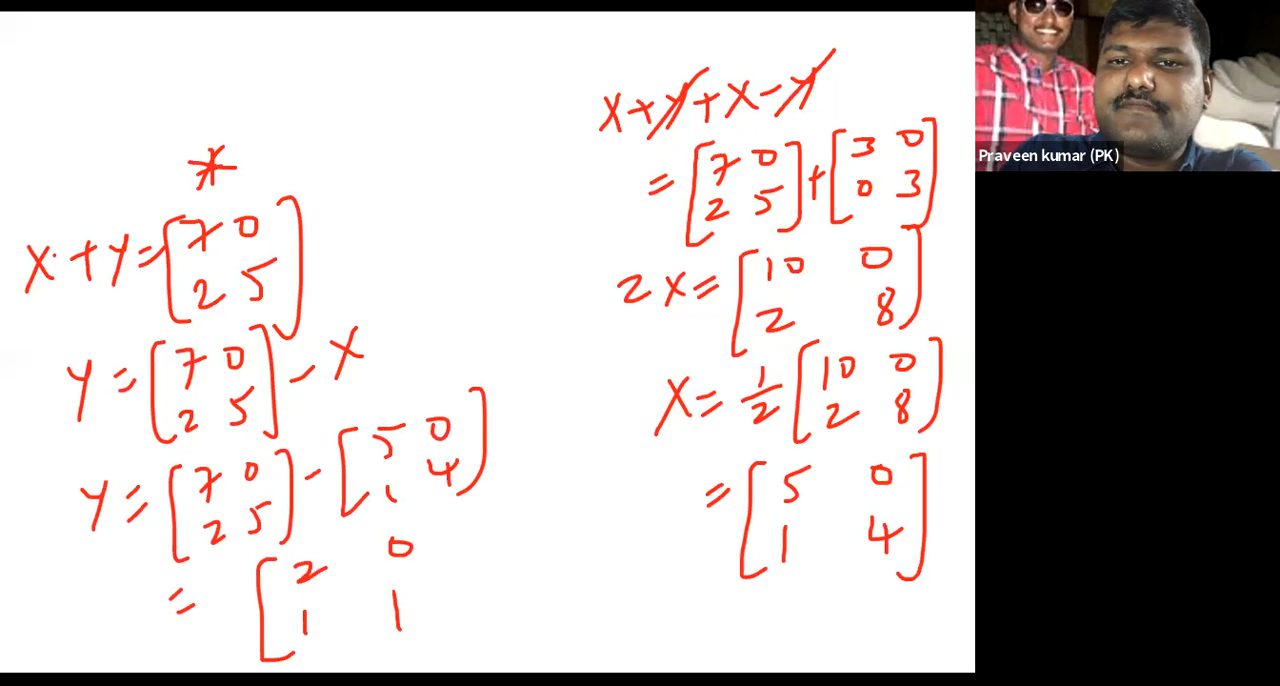 *
X + Y = [7 0
2 5]
Y = [7 0
2 5] - X
Y = [7 0
2 5] - [5 0
1 4]
= [2 0
1 1
X + Y + X - Y
= [7 0
2 5] + [3 0
0 3]
2X = [10 0
2 8]
X = 1/2 [10 0
2 8]
= [5 0
1 4]
Praveen kumar (PK)